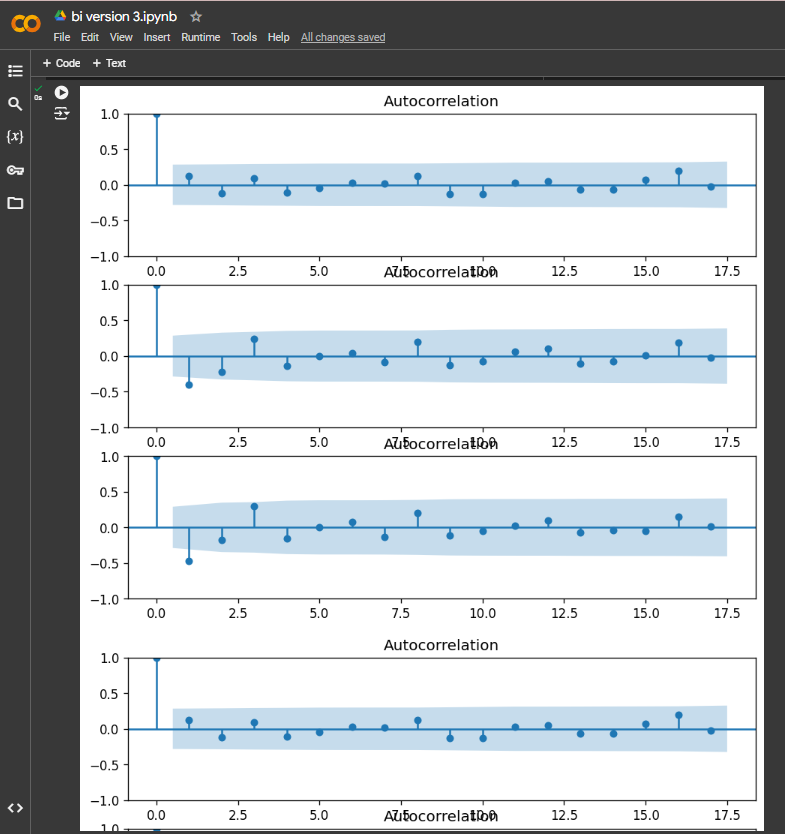 bi version 3.ipynb
File Edit View Insert Runtime Tools Help All changes saved
+ Code + Text
0s
{x}
Autocorrelation
1.0
0.5
0.0
−0.5
−1.0
0.0 2.5 5.0 7.5 10.0 12.5 15.0 17.5
Autocorrelation
1.0
0.5
0.0
−0.5
−1.0
0.0 2.5 5.0 7.5 10.0 12.5 15.0 17.5
Autocorrelation
1.0
0.5
0.0
−0.5
−1.0
0.0 2.5 5.0 7.5 10.0 12.5 15.0 17.5
Autocorrelation
1.0
0.5
0.0
−0.5
−1.0
0.0 2.5 5.0 7.5 10.0 12.5 15.0 17.5
Autocorrelation
1.0